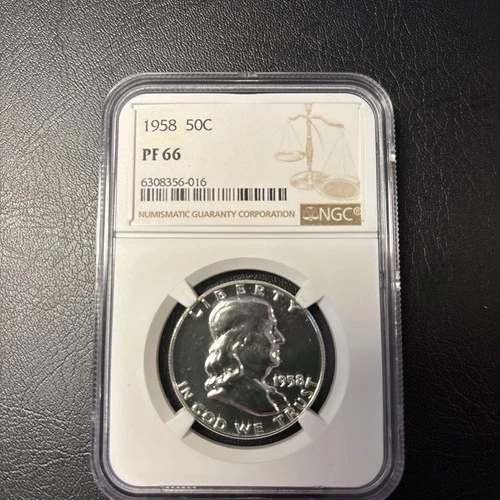 1958 50C
PF 66
6308356-016
NUMISMATIC GUARANTY CORPORATION NGC®
LIBERTY
1958
IN GOD WE TRUST